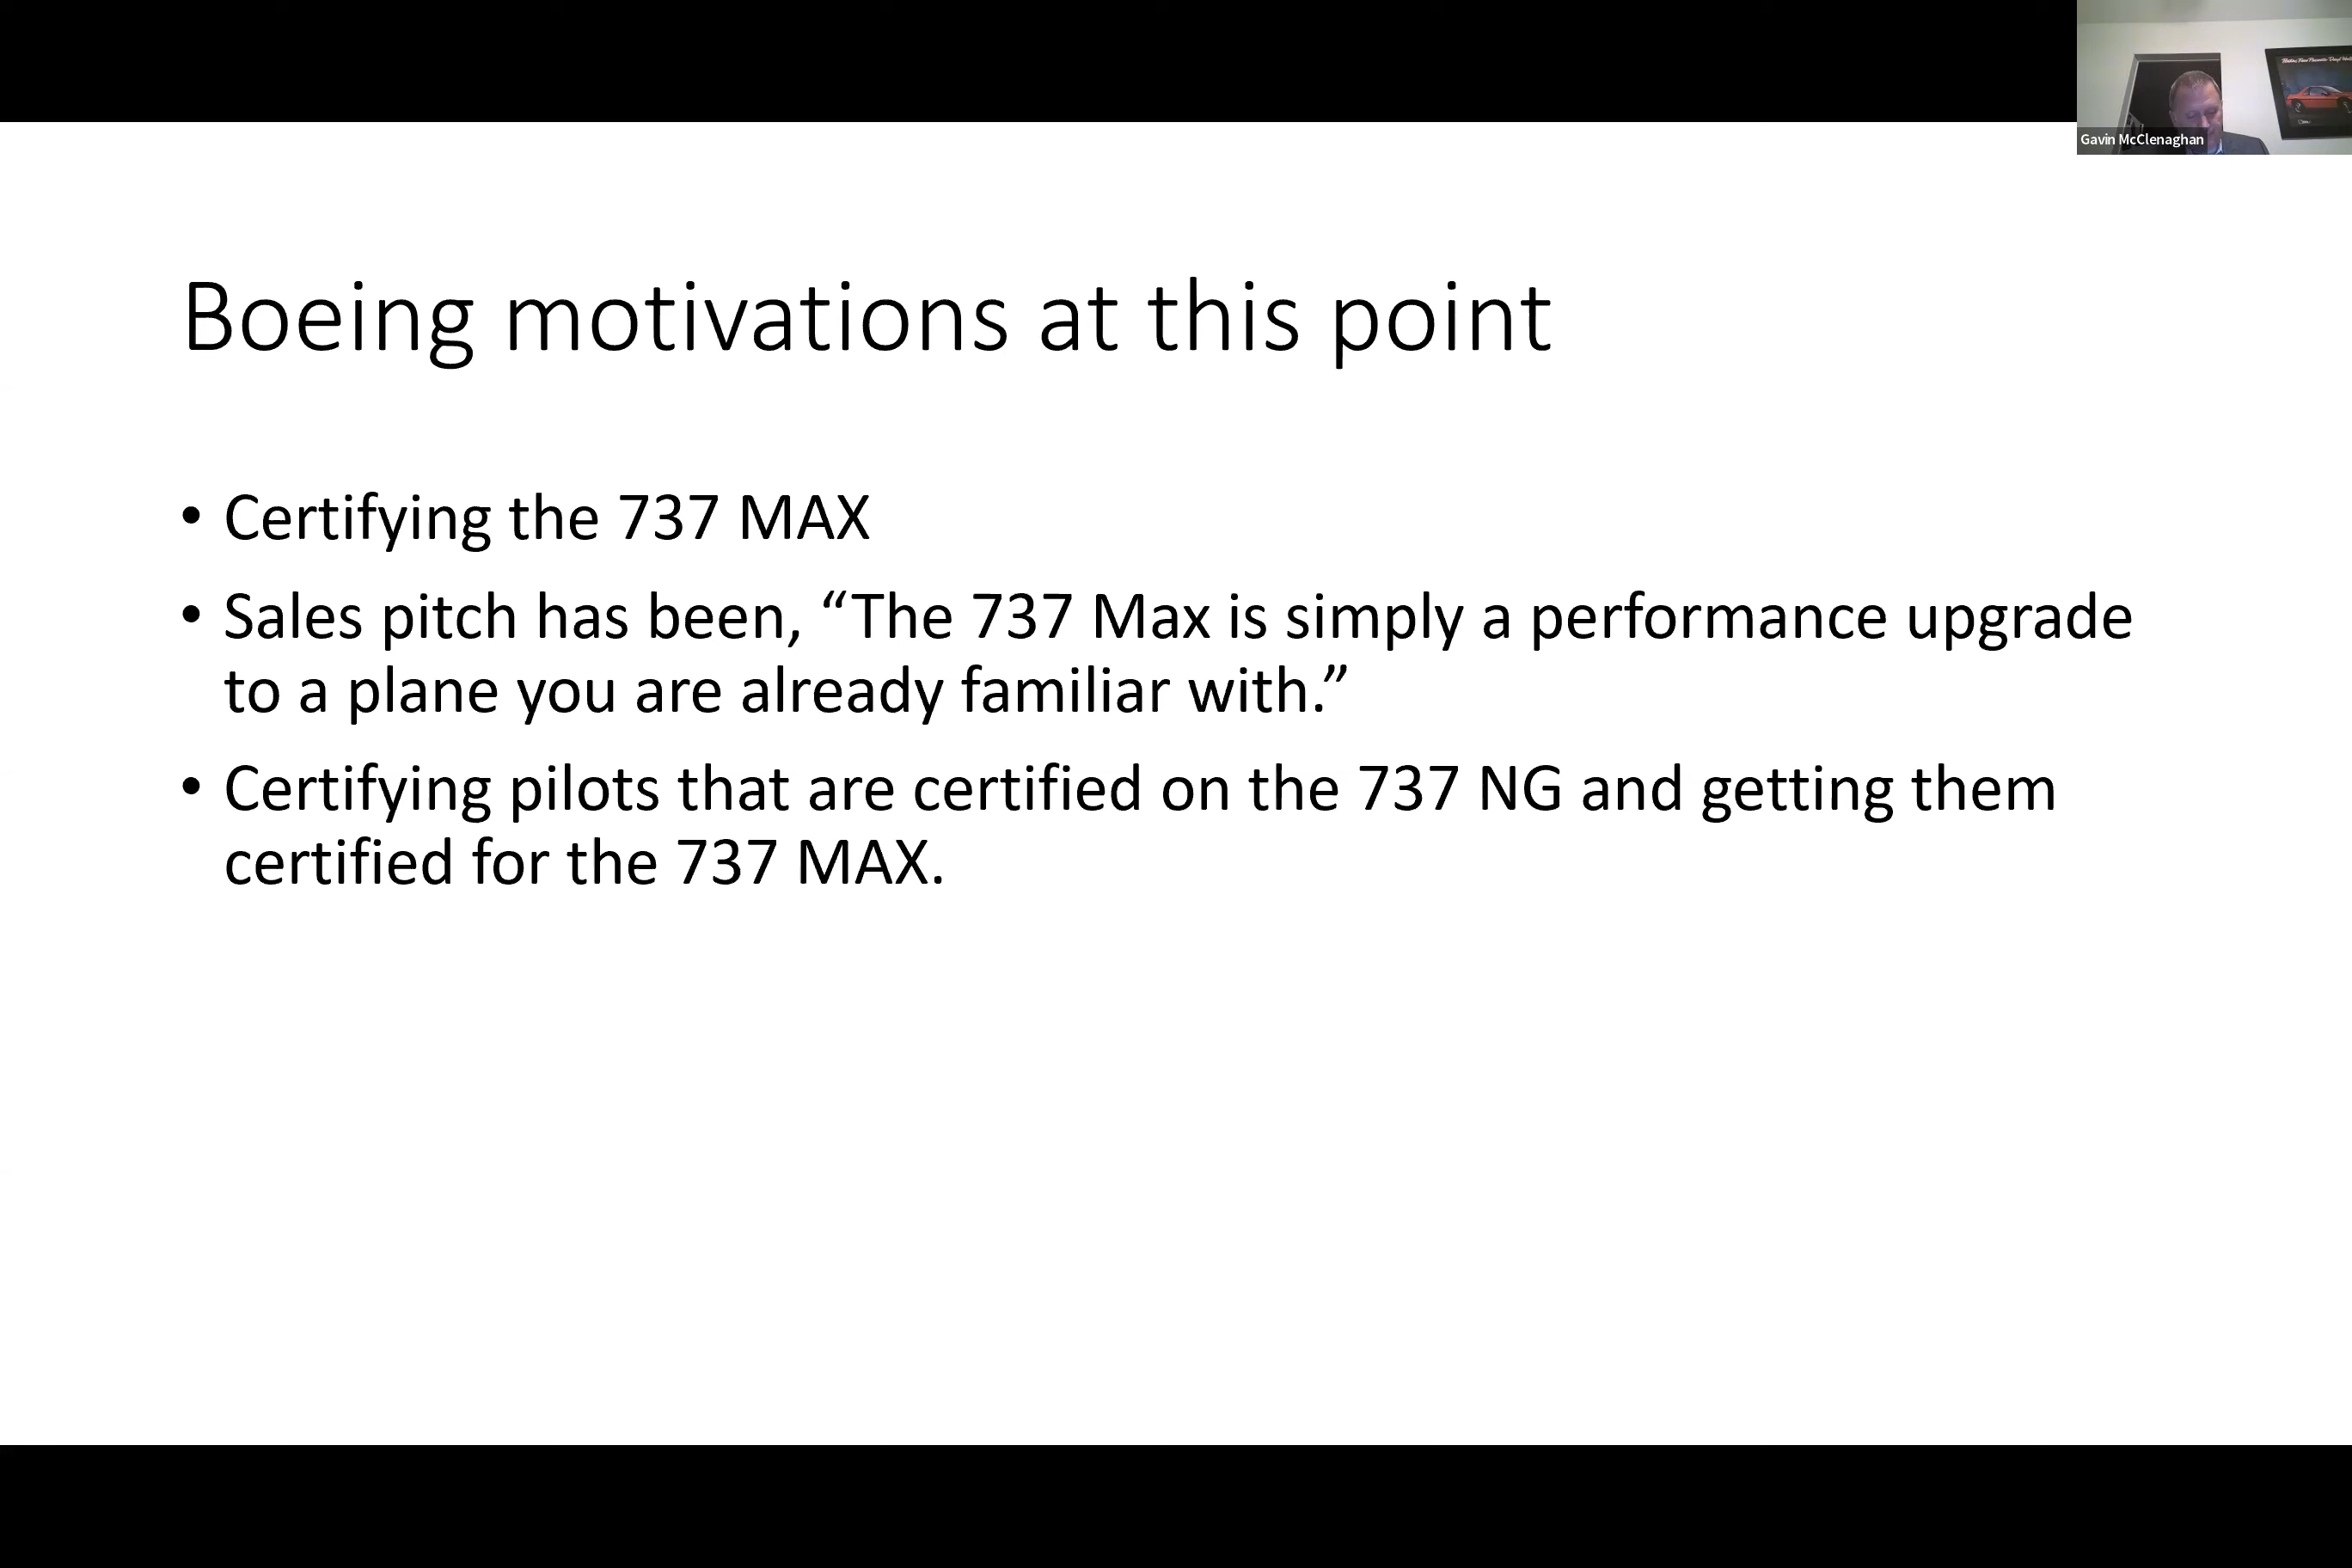 Gavin McClenaghan
Boeing motivations at this point
• Certifying the 737 MAX
• Sales pitch has been, “The 737 Max is simply a performance upgrade
to a plane you are already familiar with.”
• Certifying pilots that are certified on the 737 NG and getting them
certified for the 737 MAX.